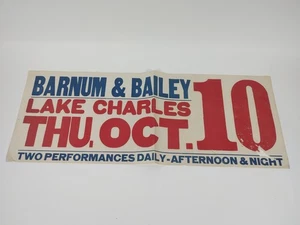 BARNUM & BAILEY
LAKE CHARLES
THU. OCT. 10
TWO PERFORMANCES DAILY-AFTERNOON & NIGHT